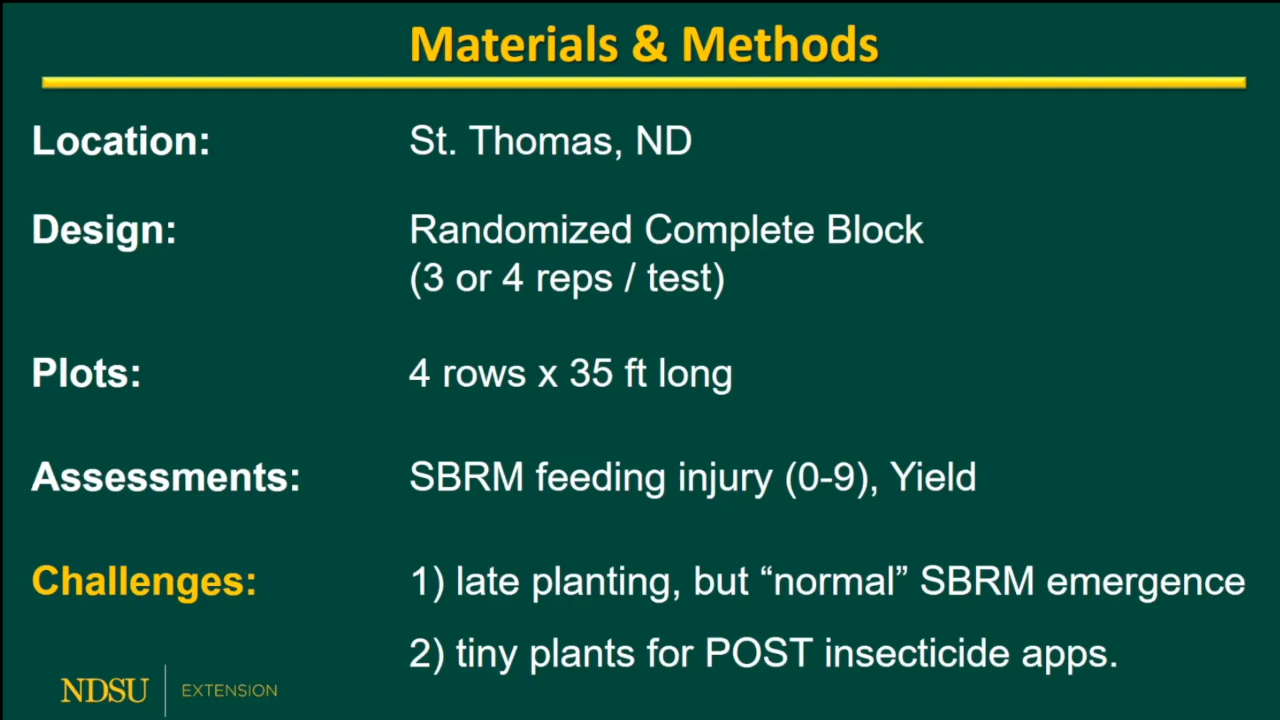 Materials & Methods
Location: St. Thomas, ND
Design: Randomized Complete Block
(3 or 4 reps / test)
Plots: 4 rows x 35 ft long
Assessments: SBRM feeding injury (0-9), Yield
Challenges: 1) late planting, but “normal” SBRM emergence
2) tiny plants for POST insecticide apps.
NDSU EXTENSION